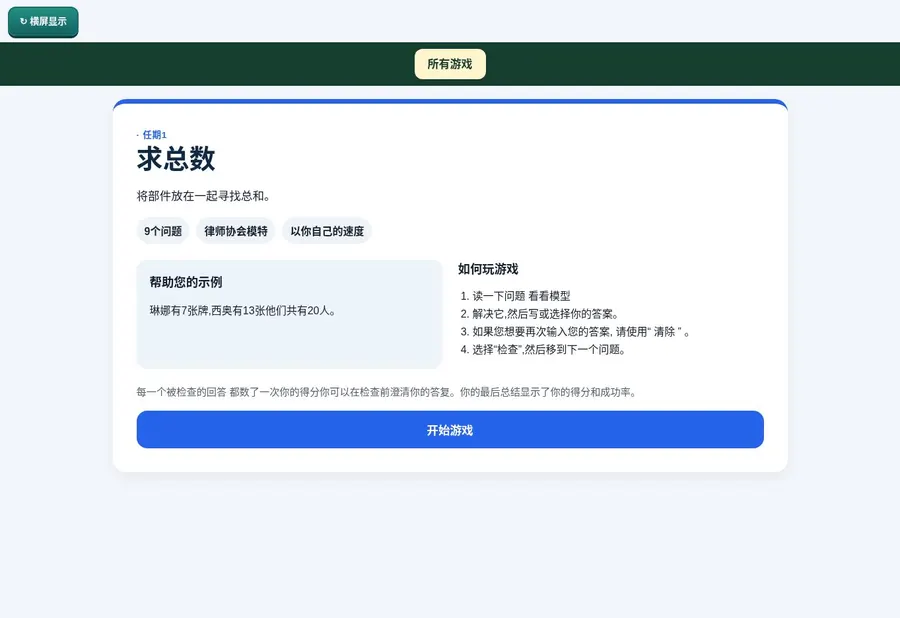 ↻ 横屏显示
所有游戏
· 任期1
求总数
将部件放在一起寻找总和。
9个问题
律师协会模特
以你自己的速度
帮助您的示例
琳娜有7张牌,西奥有13张他们共有20人。
如何玩游戏
1. 读一下问题 看看模型
2. 解决它,然后写或选择你的答案。
3. 如果您想要再次输入您的答案, 请使用“ 清除 ” 。
4. 选择“检查”,然后移到下一个问题。
每一个被检查的回答 都数了一次你的得分你可以在检查前澄清你的答复。你的最后总结显示了你的得分和成功率。
开始游戏